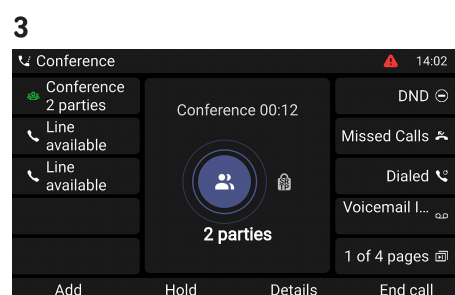 3
Conference
14:02
Conference
2 parties
Line
available
Line
available
Conference 00:12
2 parties
DND
Missed Calls
Dialed
Voicemail I...
1 of 4 pages
Add
Hold
Details
End call